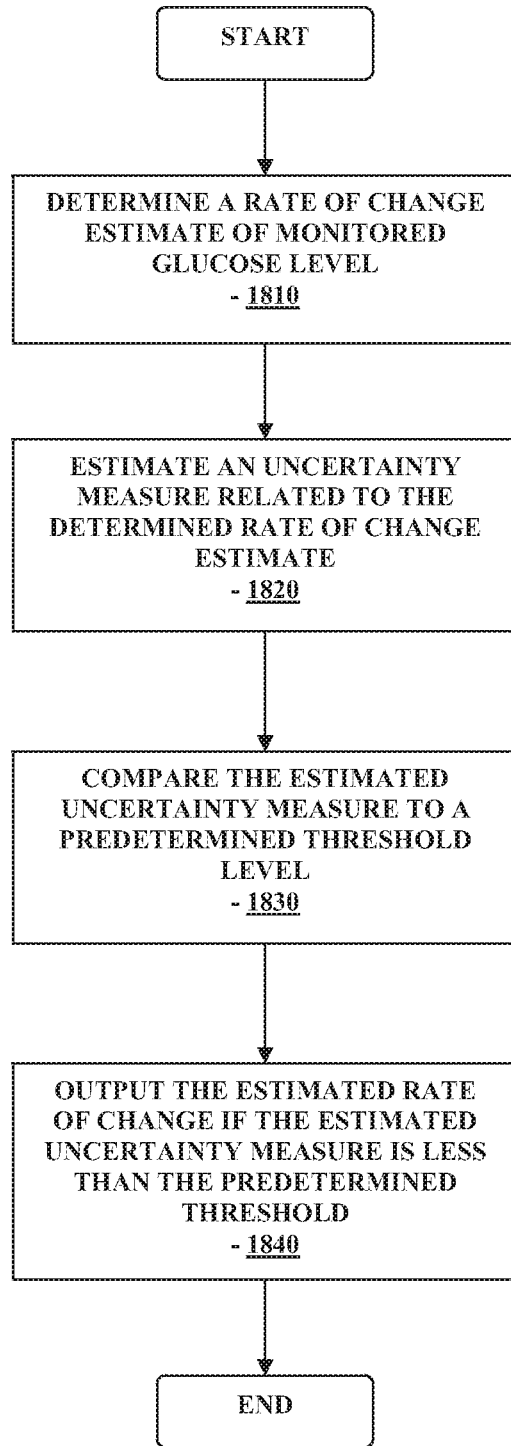 START
DETERMINE A RATE OF CHANGE
ESTIMATE OF MONITORED
GLUCOSE LEVEL
- 1810
ESTIMATE AN UNCERTAINTY
MEASURE RELATED TO THE
DETERMINED RATE OF CHANGE
ESTIMATE
- 1820
COMPARE THE ESTIMATED
UNCERTAINTY MEASURE TO A
PREDETERMINED THRESHOLD
LEVEL
- 1830
OUTPUT THE ESTIMATED RATE
OF CHANGE IF THE ESTIMATED
UNCERTAINTY MEASURE IS LESS
THAN THE PREDETERMINED
THRESHOLD
- 1840
END